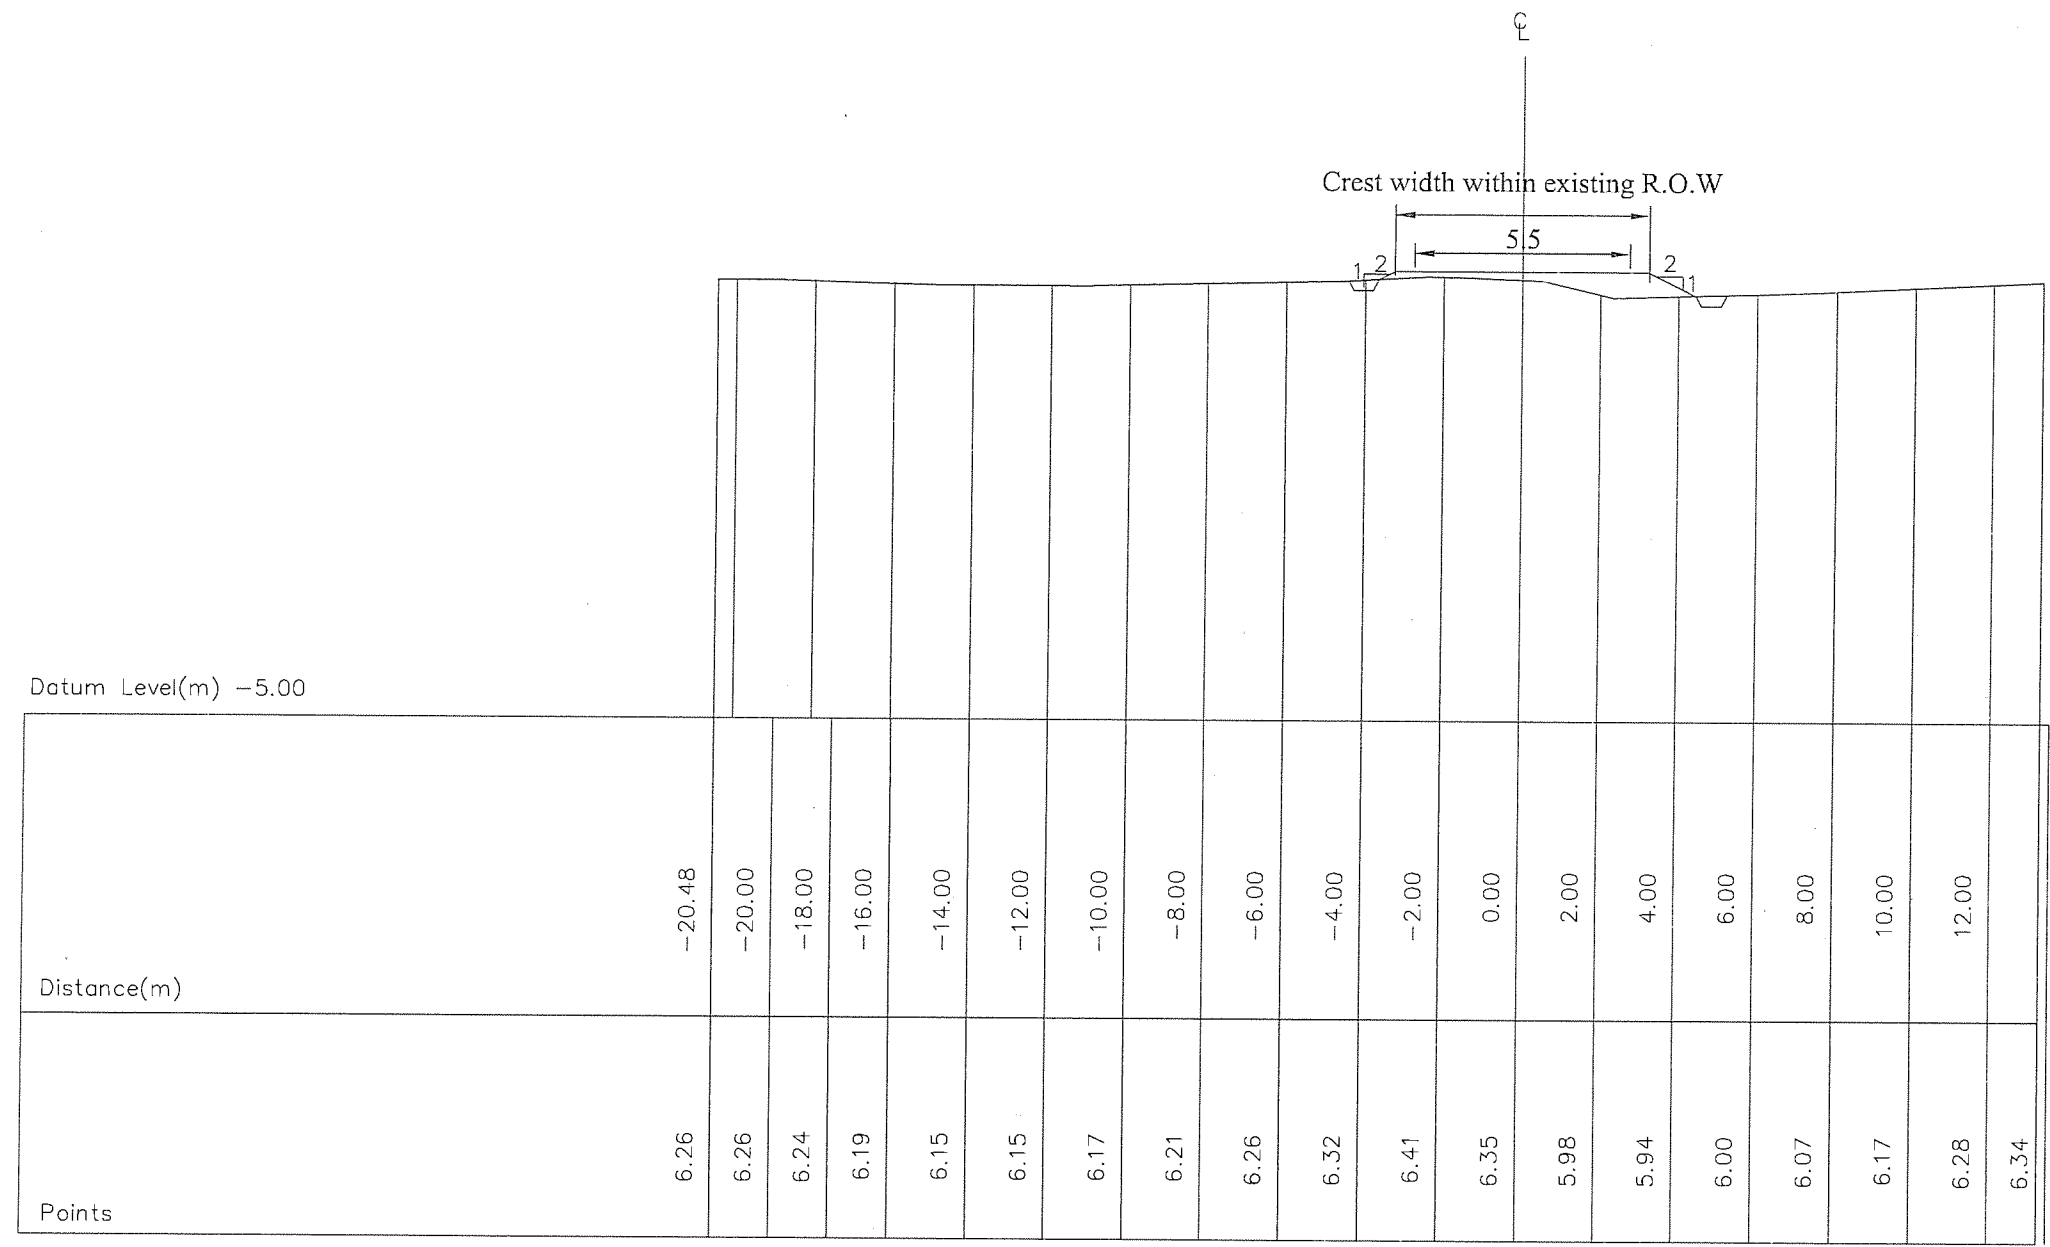 ℄
Crest width within existing R.O.W
5.5
1 2
2 1
Datum Level(m) -5.00
Distance(m) -20.48 -20.00 -18.00 -16.00 -14.00 -12.00 -10.00 -8.00 -6.00 -4.00 -2.00 0.00 2.00 4.00 6.00 8.00 10.00 12.00
Points 6.26 6.26 6.24 6.19 6.15 6.15 6.17 6.21 6.26 6.32 6.41 6.35 5.98 5.94 6.00 6.07 6.17 6.28 6.34